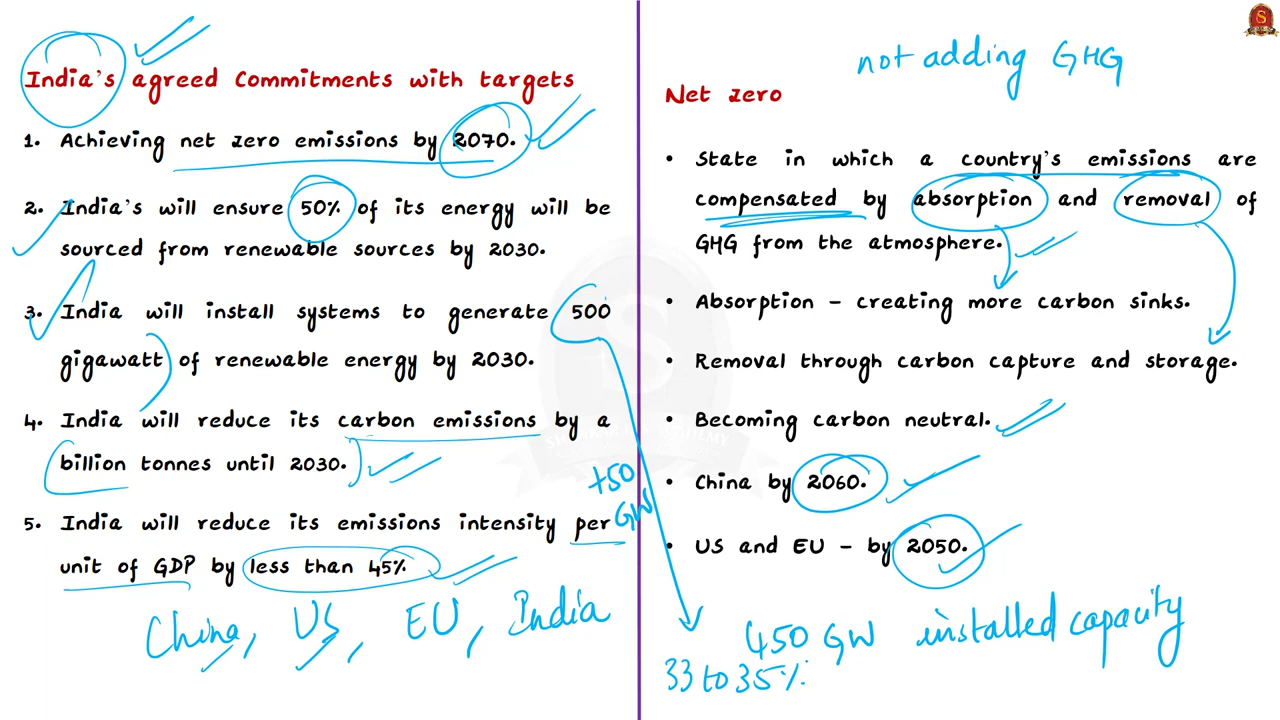 India's agreed Commitments with targets
1. Achieving net zero emissions by 2070.
2. India's will ensure 50% of its energy will be
sourced from renewable sources by 2030.
3. India will install systems to generate 500
gigawatt of renewable energy by 2030.
4. India will reduce its carbon emissions by a
billion tonnes until 2030.
5. India will reduce its emissions intensity per
unit of GDP by less than 45%.
China, US, EU, India
+50
GW
not adding GHG
Net zero
• State in which a country's emissions are
compensated by absorption and removal of
GHG from the atmosphere.
• Absorption – creating more carbon sinks.
• Removal through carbon capture and storage.
• Becoming carbon neutral.
• China by 2060.
• US and EU – by 2050.
450 GW installed capacity
33 to 35%